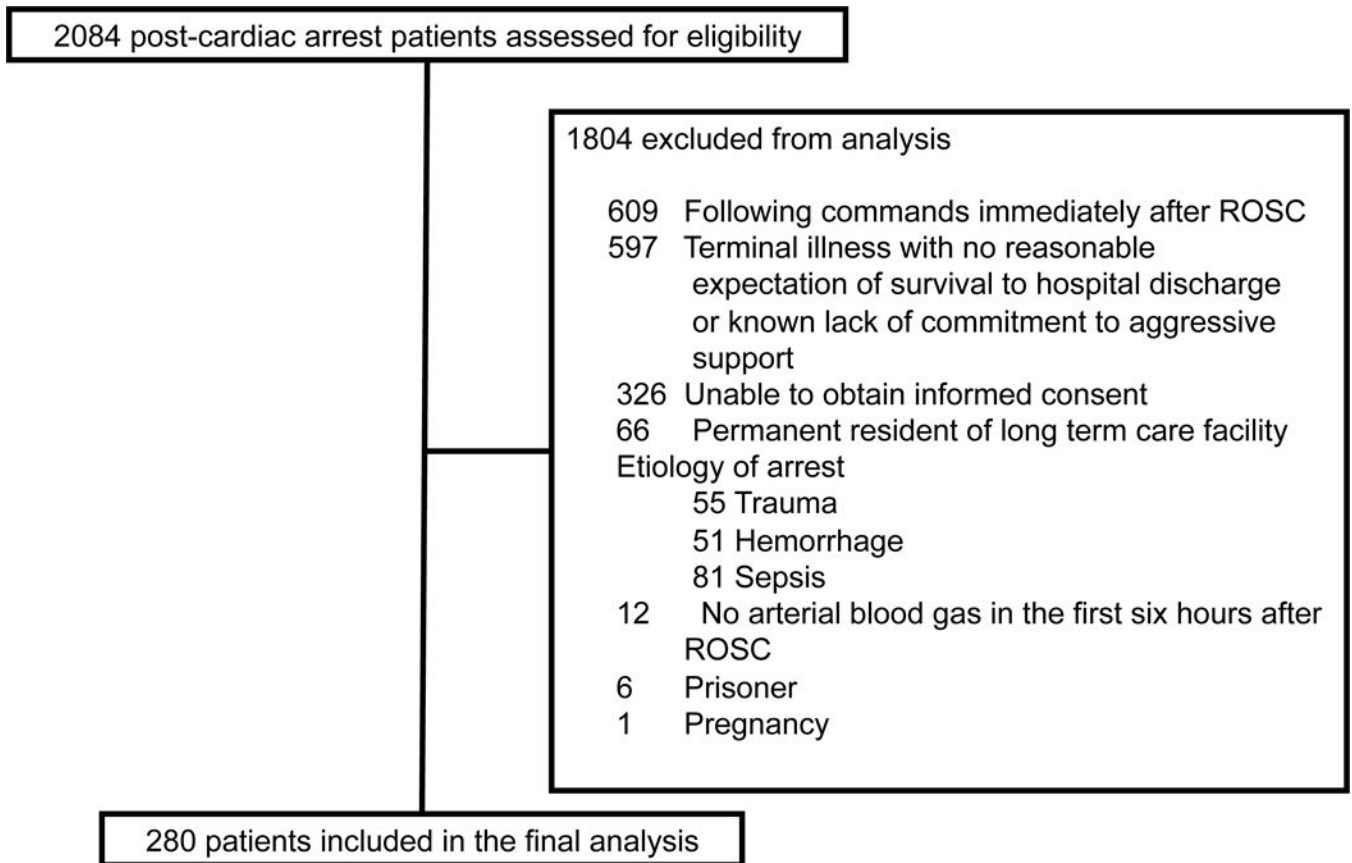 2084 post-cardiac arrest patients assessed for eligibility
1804 excluded from analysis
609 Following commands immediately after ROSC
597 Terminal illness with no reasonable
expectation of survival to hospital discharge
or known lack of commitment to aggressive
support
326 Unable to obtain informed consent
66 Permanent resident of long term care facility
Etiology of arrest
55 Trauma
51 Hemorrhage
81 Sepsis
12 No arterial blood gas in the first six hours after
ROSC
6 Prisoner
1 Pregnancy
280 patients included in the final analysis